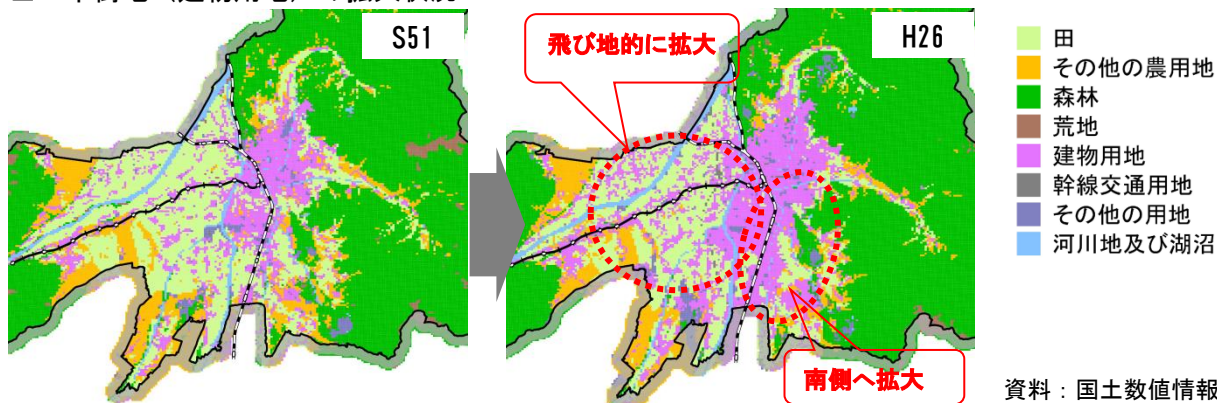 S51
飛び地的に拡大
H26
南側へ拡大
田
その他の農用地
森林
荒地
建物用地
幹線交通用地
その他の用地
河川地及び湖沼
資料：国土数値情報